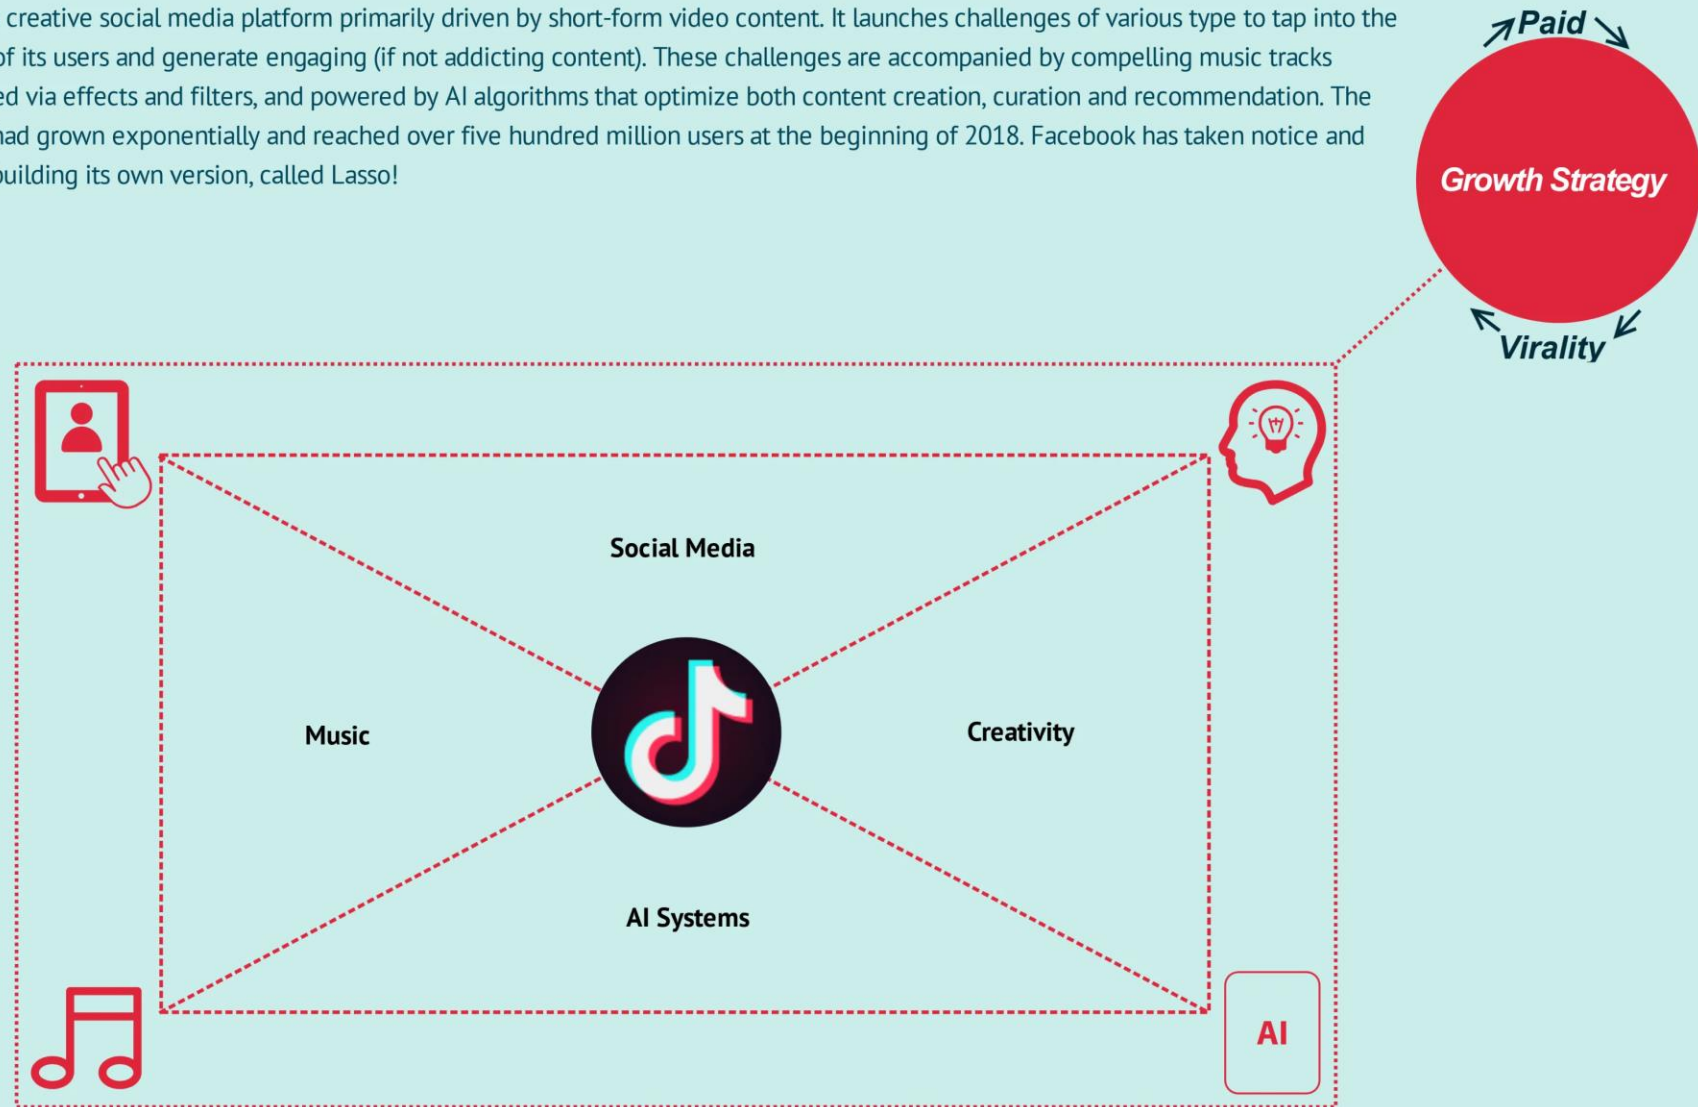 creative social media platform primarily driven by short-form video content. It launches challenges of various type to tap into the
of its users and generate engaging (if not addicting content). These challenges are accompanied by compelling music tracks
ed via effects and filters, and powered by AI algorithms that optimize both content creation, curation and recommendation. The
had grown exponentially and reached over five hundred million users at the beginning of 2018. Facebook has taken notice and
building its own version, called Lasso!
Paid
Growth Strategy
Virality
Social Media
Music
Creativity
AI Systems
AI